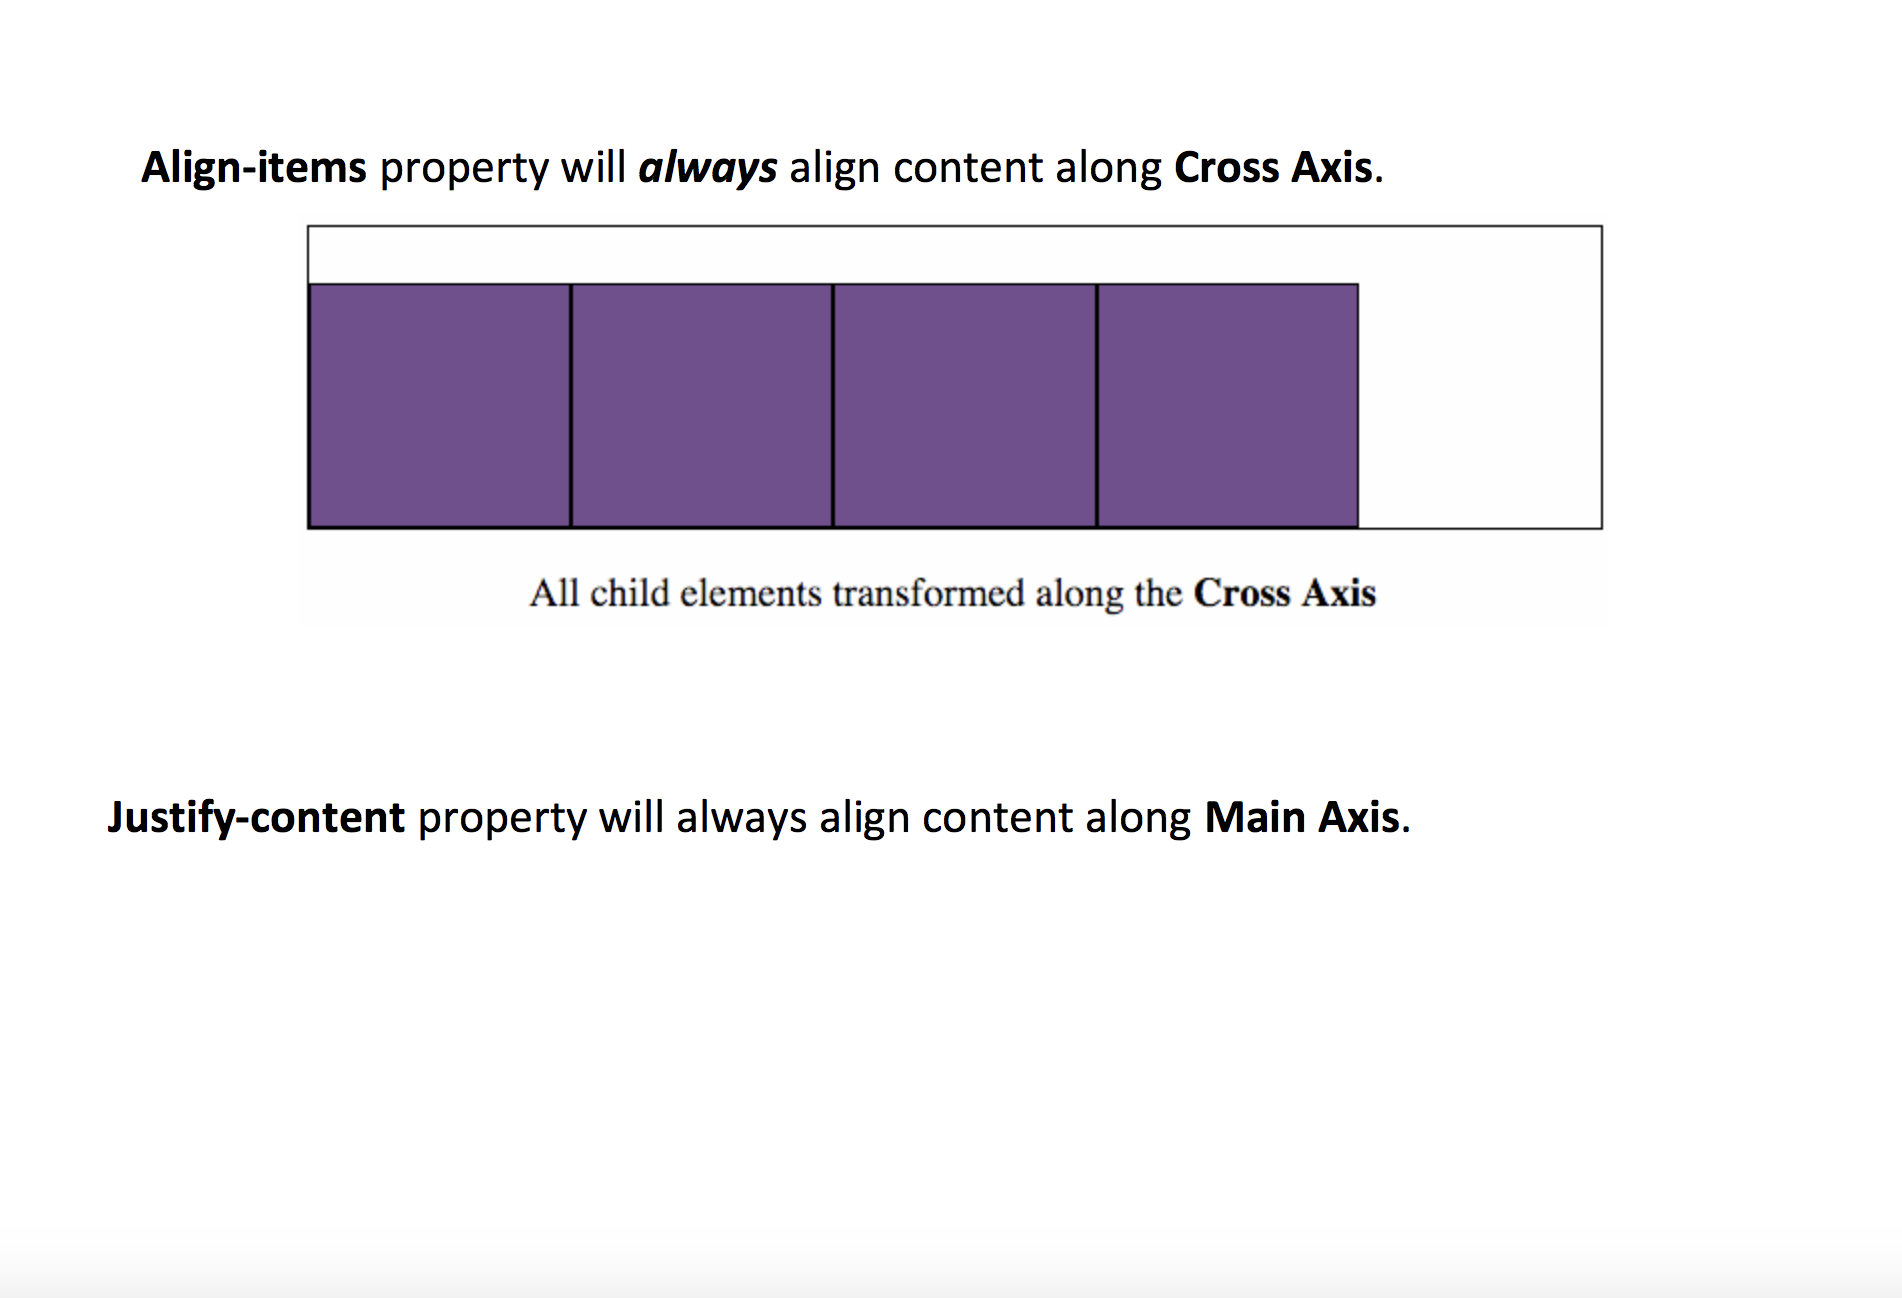 Align-items property will always align content along Cross Axis.
All child elements transformed along the Cross Axis
Justify-content property will always align content along Main Axis.